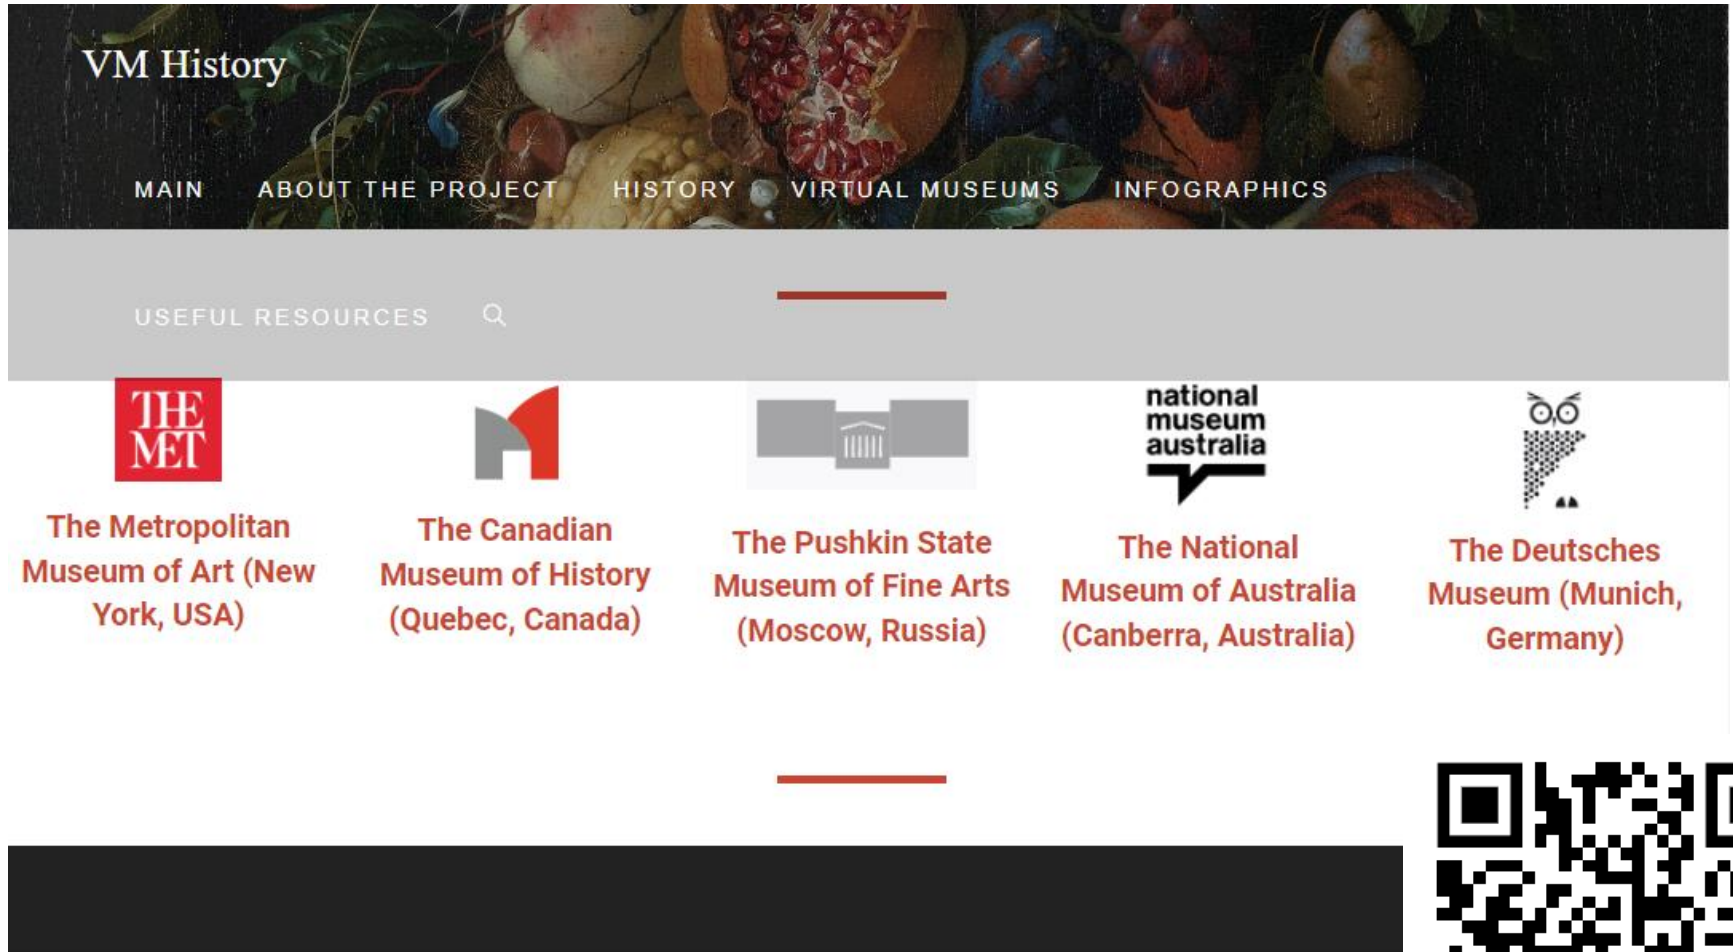 VM History
MAIN ABOUT THE PROJECT HISTORY VIRTUAL MUSEUMS INFOGRAPHICS
USEFUL RESOURCES
THE
MET
The Metropolitan
Museum of Art (New
York, USA)
The Canadian
Museum of History
(Quebec, Canada)
The Pushkin State
Museum of Fine Arts
(Moscow, Russia)
national
museum
australia
The National
Museum of Australia
(Canberra, Australia)
The Deutsches
Museum (Munich,
Germany)